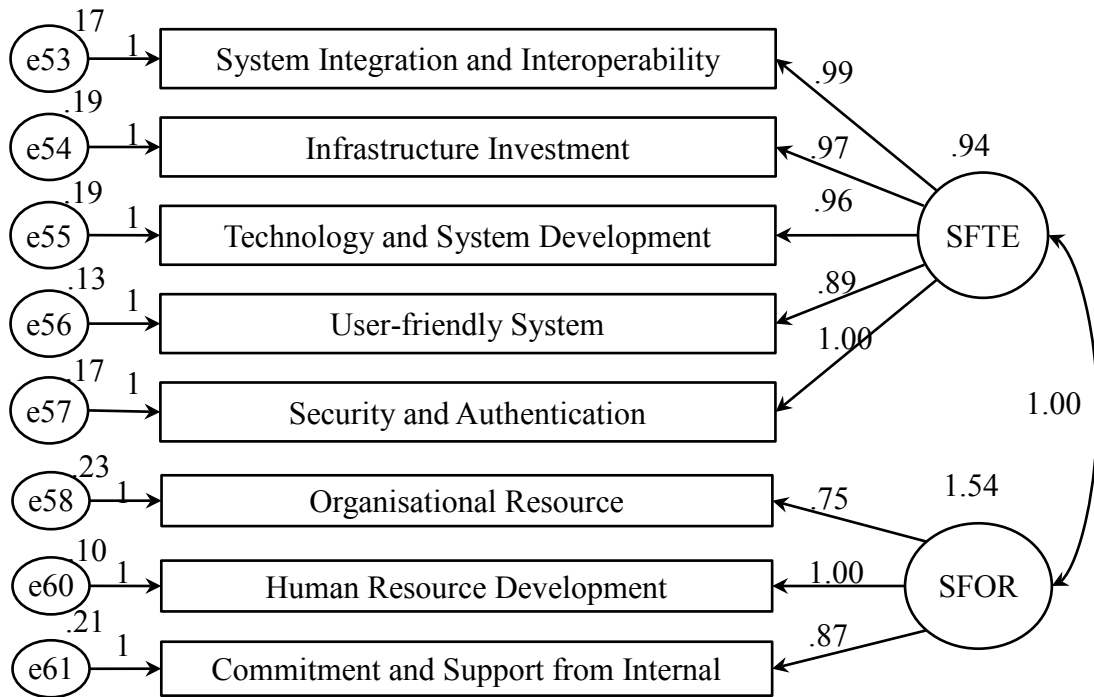 .17
e53
1
System Integration and Interoperability
.99
.19
e54
1
Infrastructure Investment
.97
.94
.19
e55
1
Technology and System Development
.96
SFTE
.13
e56
1
User-friendly System
.89
.17
e57
1
Security and Authentication
1.00
1.00
.23
e58
1
Organisational Resource
.75
1.54
.10
e60
1
Human Resource Development
1.00
SFOR
.21
e61
1
Commitment and Support from Internal
.87